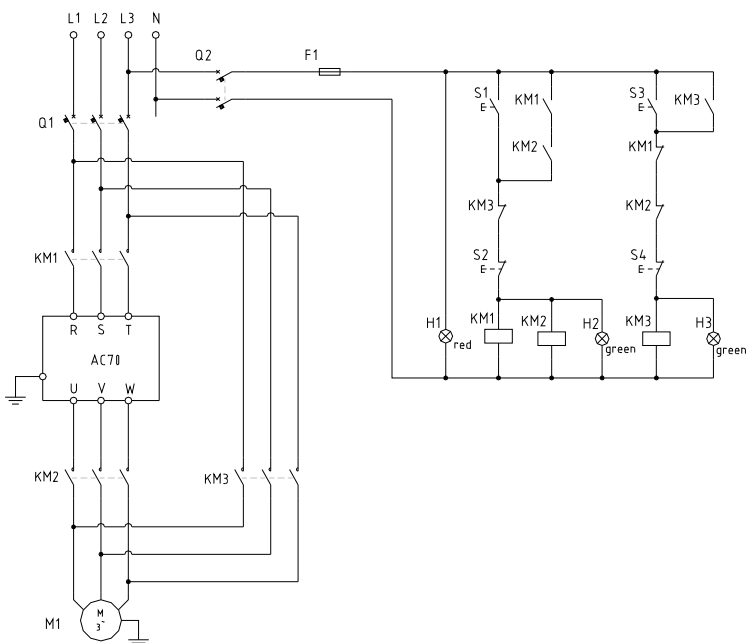 L1 L2 L3 N
Q2
F1
Q1
S1
KM1
S3
KM3
KM2
KM1
KM3
KM2
KM1
S2
S4
R S T
AC70
U V W
H1
red
KM1
KM2
H2
green
KM3
H3
green
KM2
KM3
M1
M
3~